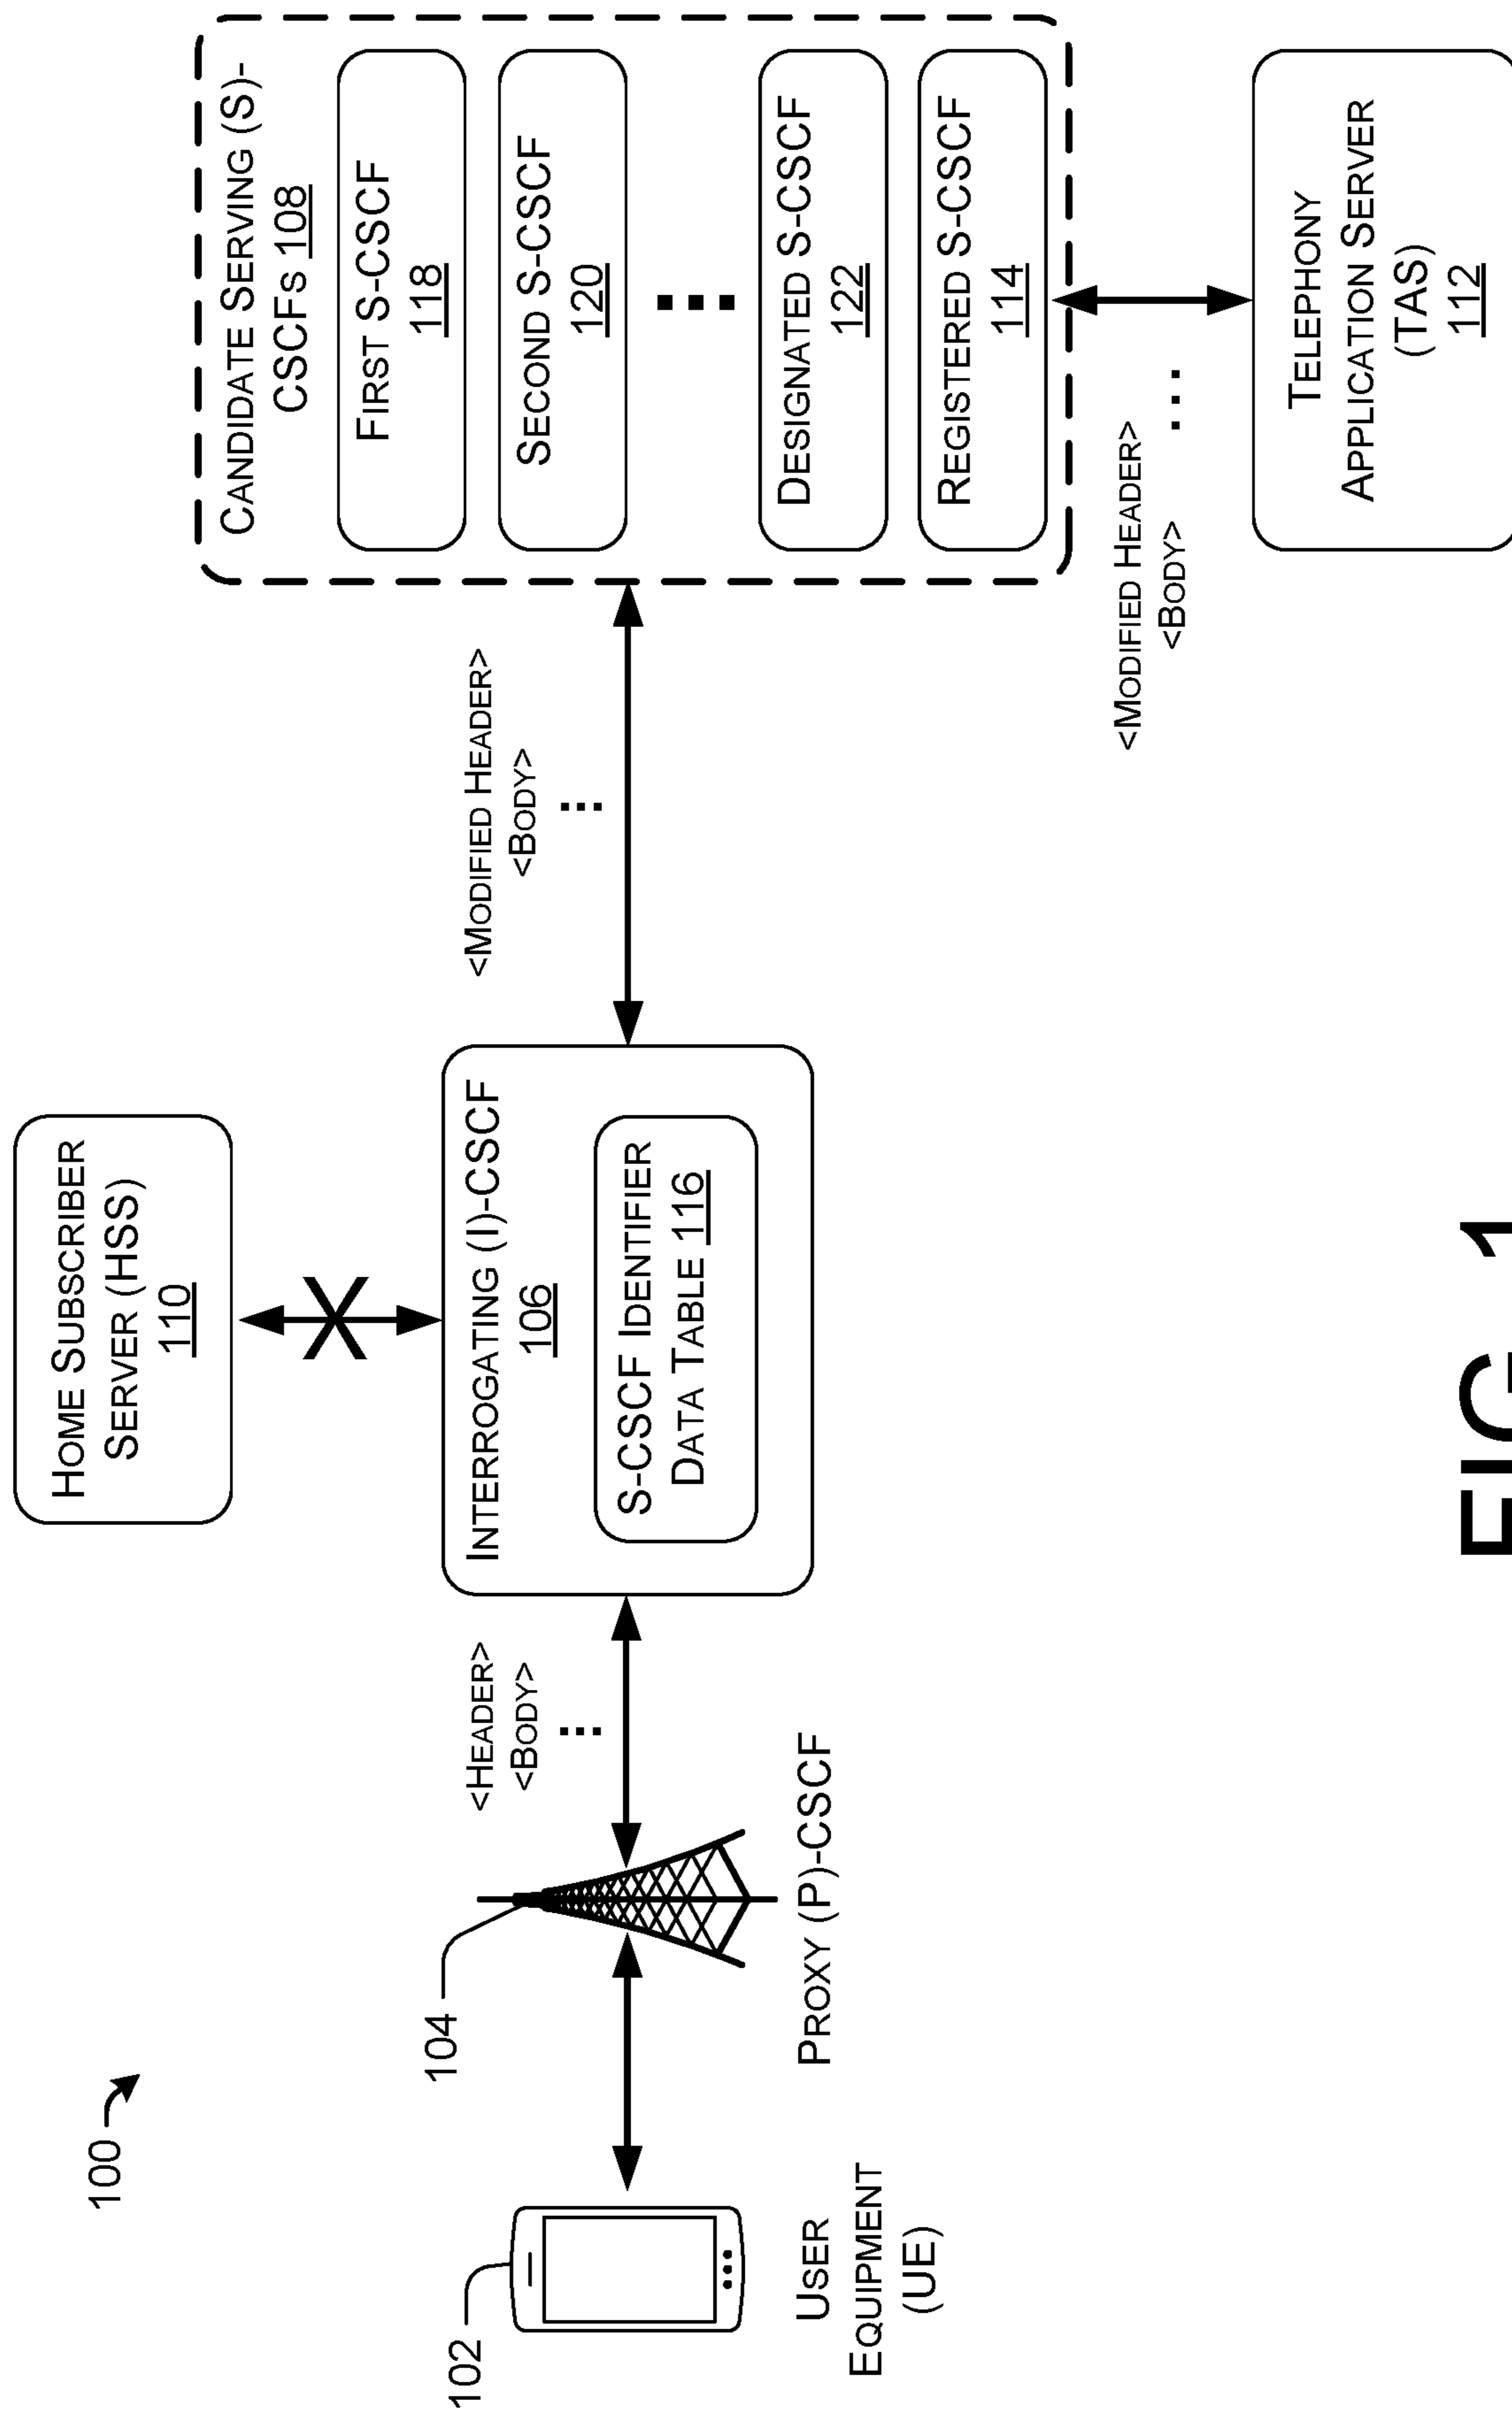 100
HOME SUBSCRIBER
SERVER (HSS)
110
CANDIDATE SERVING (S)-
CSCFS 108
FIRST S-CSCF
118
SECOND S-CSCF
120
DESIGNATED S-CSCF
122
REGISTERED S-CSCF
114
102
USER
EQUIPMENT
(UE)
104
PROXY (P)-CSCF
<HEADER>
<BODY>
...
INTERROGATING (I)-CSCF
106
S-CSCF IDENTIFIER
DATA TABLE 116
<MODIFIED HEADER>
<BODY>
...
<MODIFIED HEADER>
<BODY>
...
TELEPHONY
APPLICATION SERVER
(TAS)
112
FIG. 1